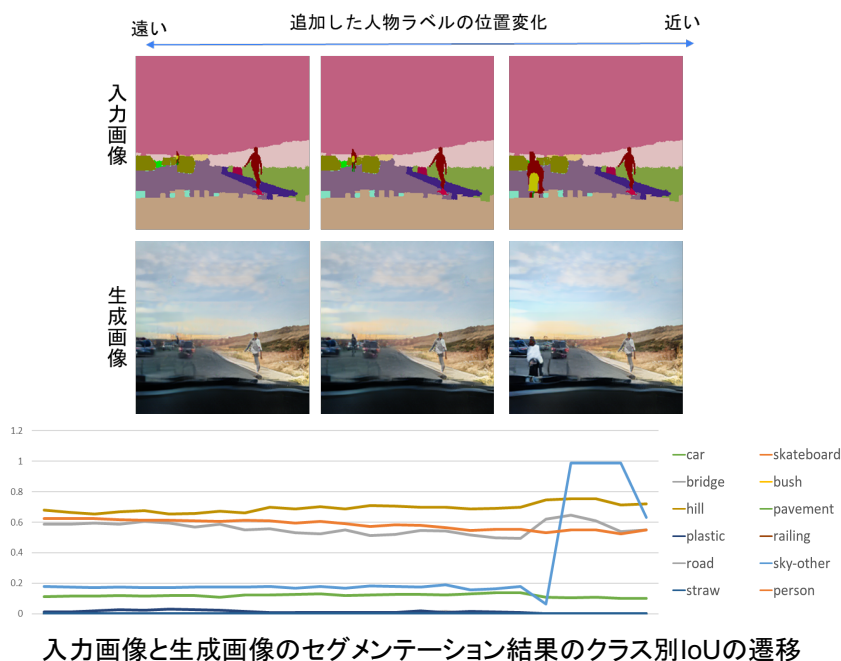 追加した人物ラベルの位置変化
遠い
近い
入力画像
生成画像
1.2
1
0.8
0.6
0.4
0.2
0
car
skateboard
bridge
bush
hill
pavement
plastic
railing
road
sky-other
straw
person
入力画像と生成画像のセグメンテーション結果のクラス別IoUの遷移